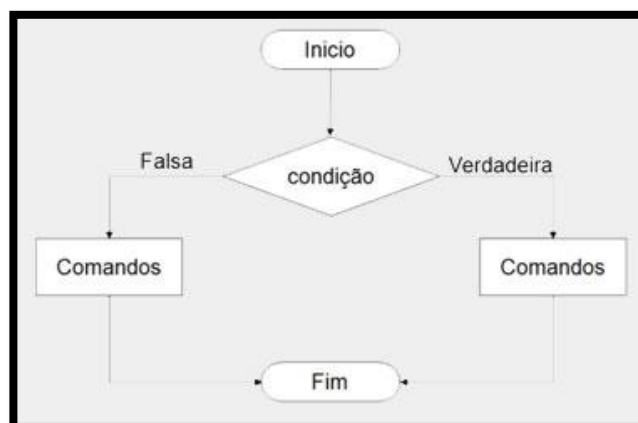 Inicio
Falsa
condição
Verdadeira
Comandos
Comandos
Fim